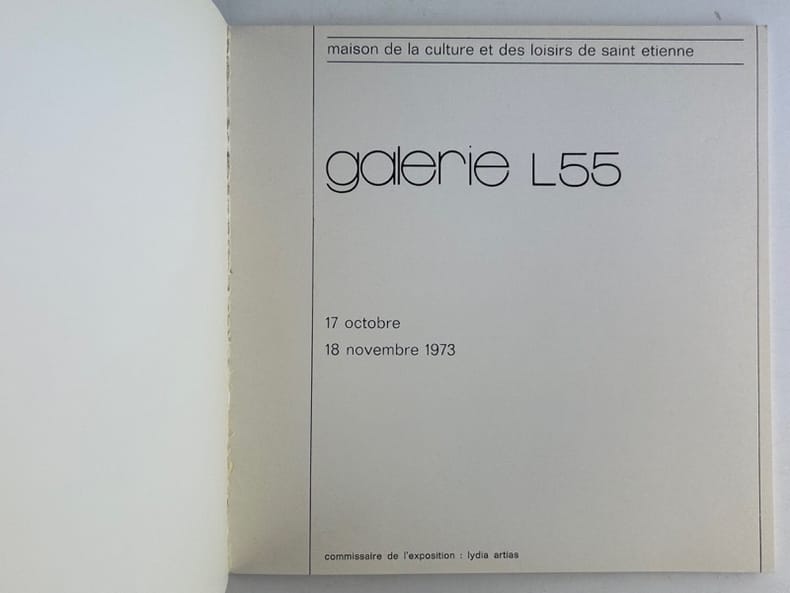 maison de la culture et des loisirs de saint etienne
galerie L55
17 octobre
18 novembre 1973
commissaire de l'exposition : lydia artias